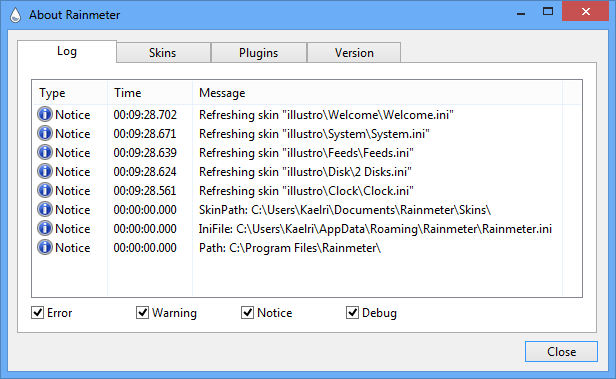 About Rainmeter
Log Skins Plugins Version
Type Time Message
Notice 00:09:28.702 Refreshing skin "illustro\Welcome\Welcome.ini"
Notice 00:09:28.671 Refreshing skin "illustro\System\System.ini"
Notice 00:09:28.639 Refreshing skin "illustro\Feeds\Feeds.ini"
Notice 00:09:28.624 Refreshing skin "illustro\Disk\2 Disks.ini"
Notice 00:09:28.561 Refreshing skin "illustro\Clock\Clock.ini"
Notice 00:00:00.000 SkinPath: C:\Users\Kaelri\Documents\Rainmeter\Skins\
Notice 00:00:00.000 IniFile: C:\Users\Kaelri\AppData\Roaming\Rainmeter\Rainmeter.ini
Notice 00:00:00.000 Path: C:\Program Files\Rainmeter\
Error Warning Notice Debug
Close